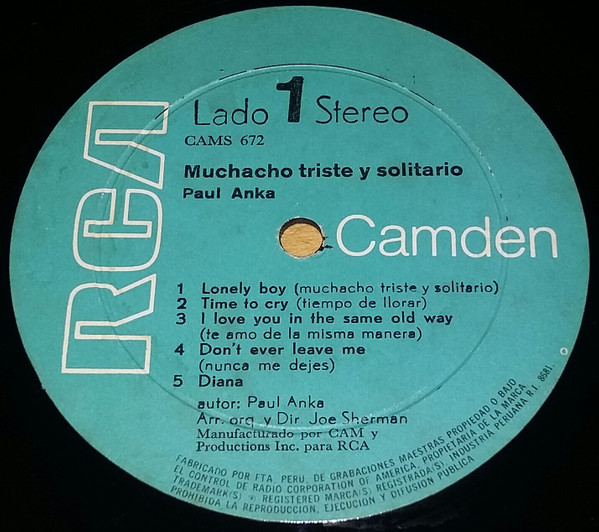 RCA
Lado 1 Stereo
CAMS 672
Muchacho triste y solitario
Paul Anka
Camden
1 Lonely boy (muchacho triste y solitario)
2 Time to cry (tiempo de llorar)
3 I love you in the same old way
(te amo de la misma manera)
4 Don't ever leave me
(nunca me dejes)
5 Diana
autor: Paul Anka
Arr. orq y Dir Joe Sherman
Manufacturado por CAM y
Productions Inc. para RCA
FABRICADO POR FTA. PERU. DE GRABACIONES MAESTRAS PROPIEDAD O BAJO
EL CONTROL DE RADIO CORPORATION OF AMERICA, PROPIETARIA DE LA MARCA
TRADEMARK(S) ® REGISTERED MARCA(S) REGISTRADA(S) INDUSTRIA PERUANA R.I. 8581.
PROHIBIDA LA REPRODUCCION, EJECUCION Y DIFUSION PUBLICA